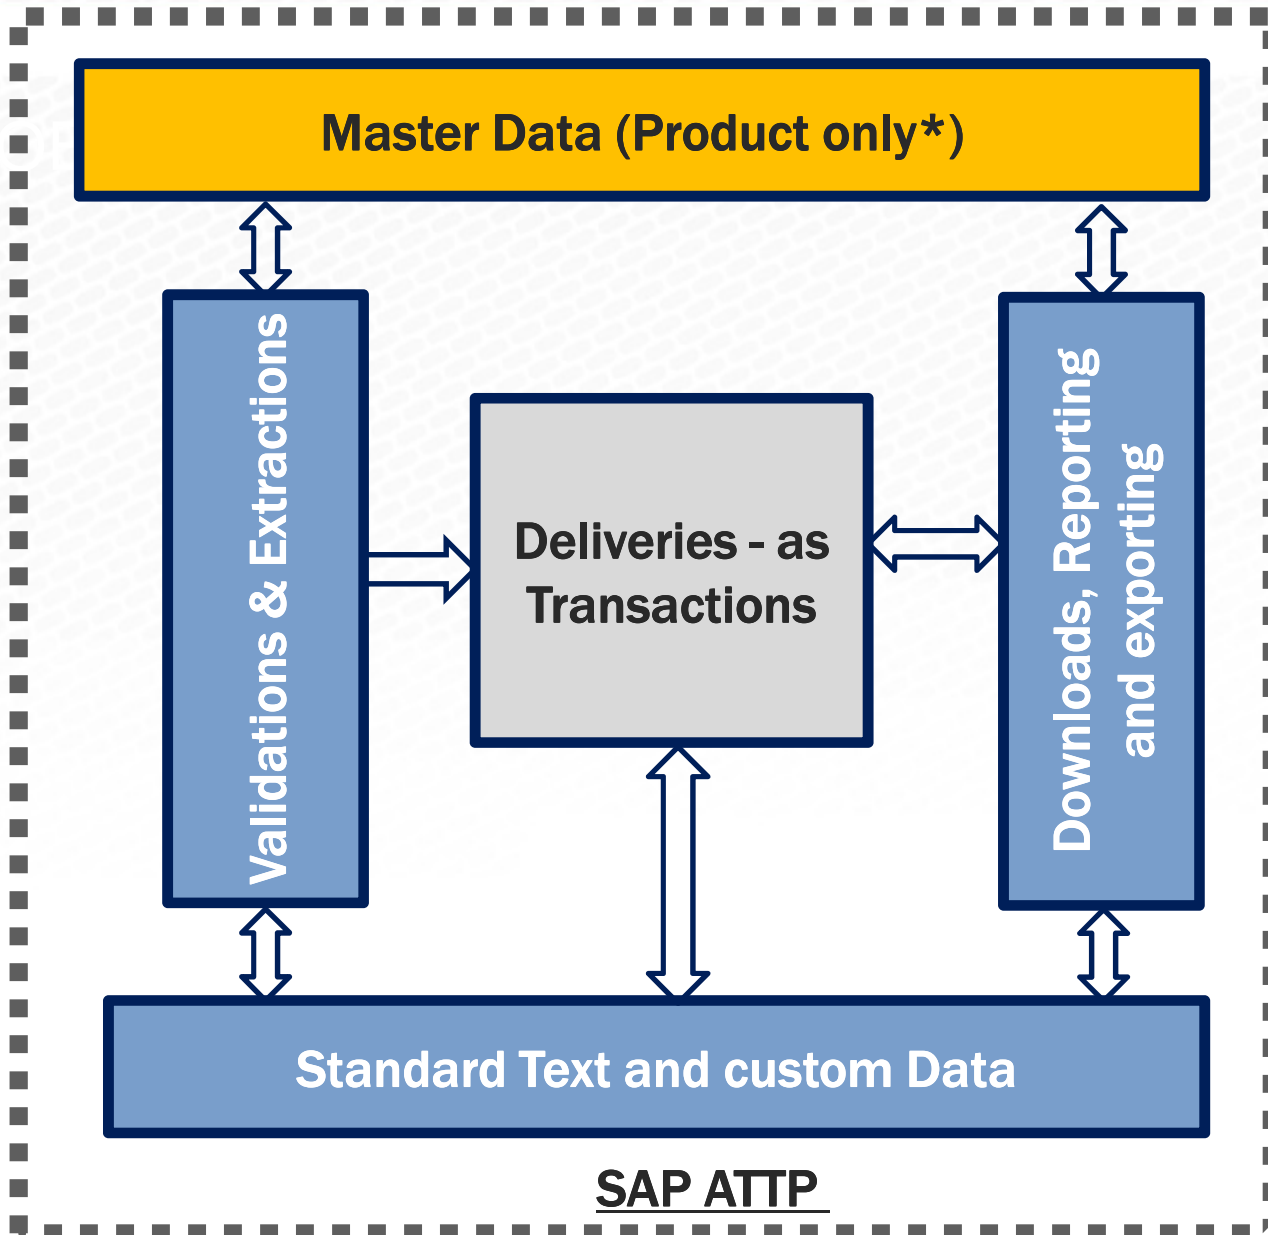 Master Data (Product only*)
Validations & Extractions
Deliveries - as
Transactions
Downloads, Reporting
and exporting
Standard Text and custom Data
SAP ATTP